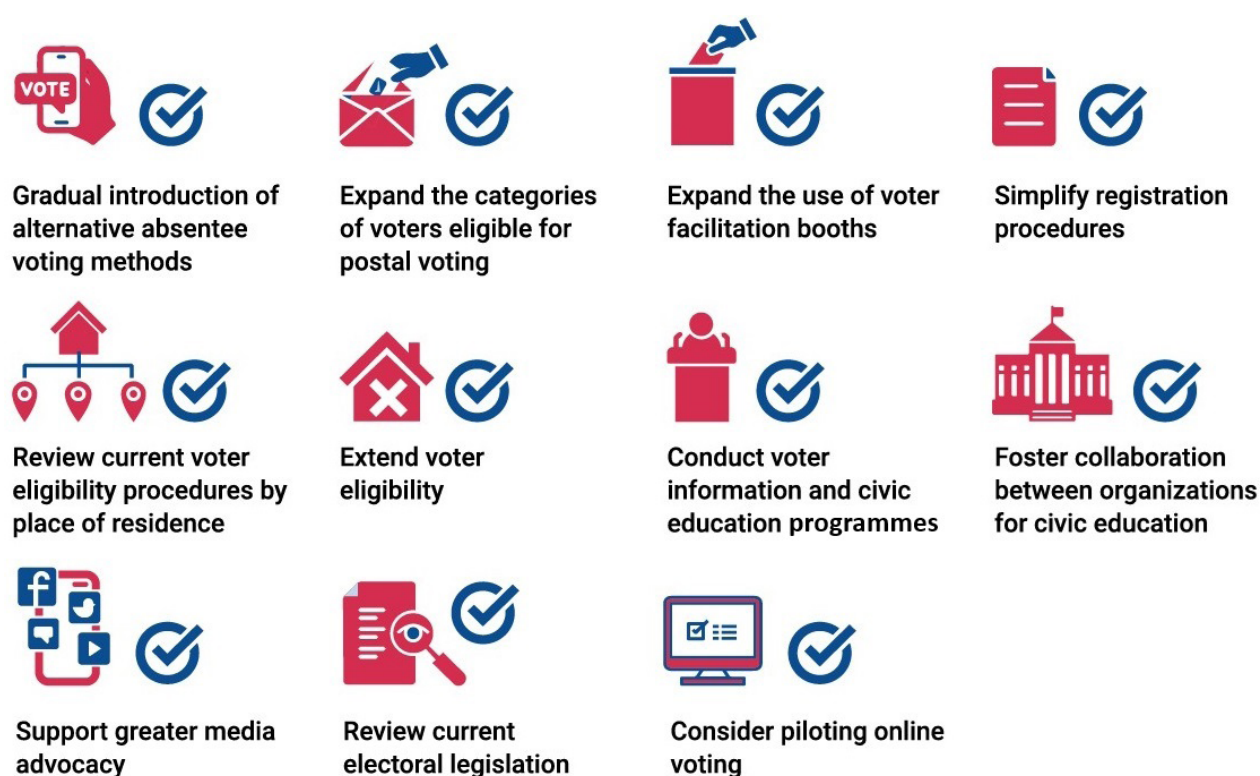 VOTE
Gradual introduction of
alternative absentee
voting methods
Expand the categories
of voters eligible for
postal voting
Expand the use of voter
facilitation booths
Simplify registration
procedures
Review current voter
eligibility procedures by
place of residence
Extend voter
eligibility
Conduct voter
information and civic
education programmes
Foster collaboration
between organizations
for civic education
Support greater media
advocacy
Review current
electoral legislation
Consider piloting online
voting